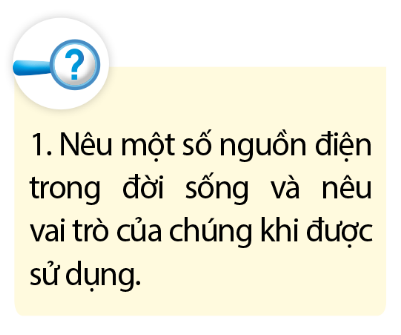 ?
1. Nêu một số nguồn điện
trong đời sống và nêu
vai trò của chúng khi được
sử dụng.